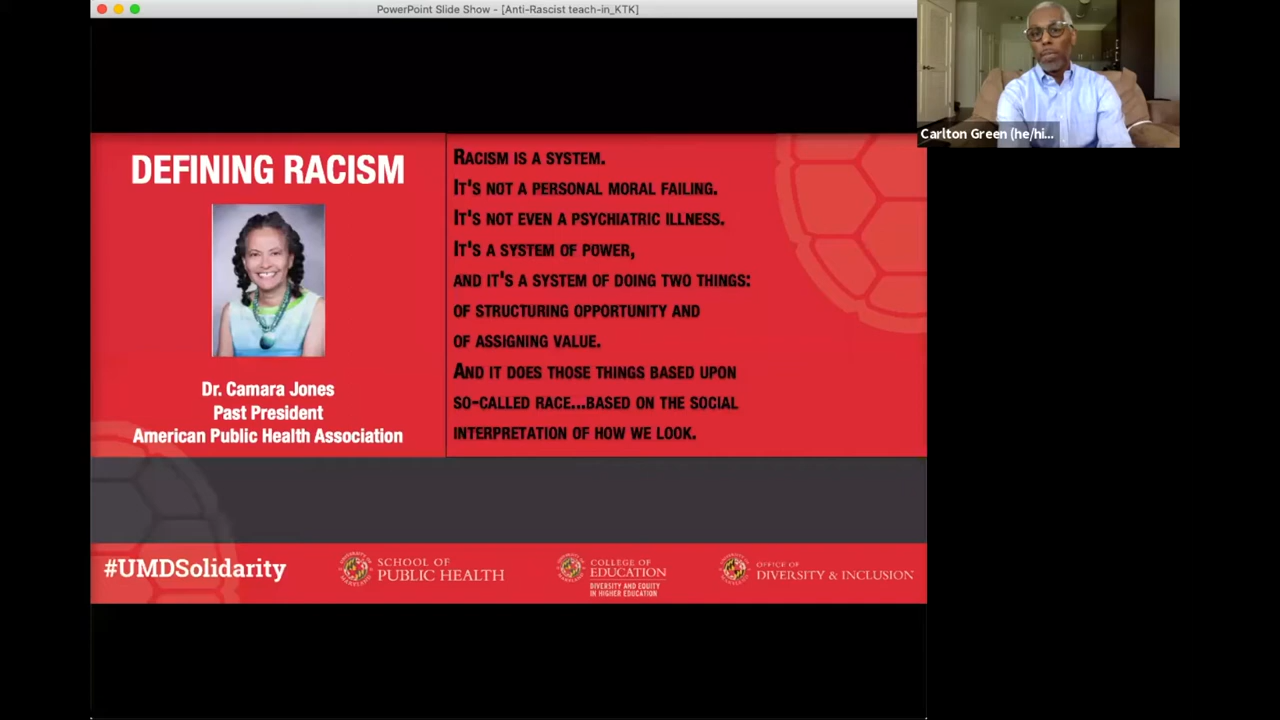 PowerPoint Slide Show - [Anti-Rascist teach-in_KTK]
Carlton Green (he/hi...
DEFINING RACISM
Dr. Camara Jones
Past President
American Public Health Association
RACISM IS A SYSTEM.
IT'S NOT A PERSONAL MORAL FAILING.
IT'S NOT EVEN A PSYCHIATRIC ILLNESS.
IT'S A SYSTEM OF POWER,
AND IT'S A SYSTEM OF DOING TWO THINGS:
OF STRUCTURING OPPORTUNITY AND
OF ASSIGNING VALUE.
AND IT DOES THOSE THINGS BASED UPON
SO-CALLED RACE...BASED ON THE SOCIAL
INTERPRETATION OF HOW WE LOOK.
#UMDSolidarity
SCHOOL OF
PUBLIC HEALTH
COLLEGE OF
EDUCATION
DIVERSITY AND EQUITY
IN HIGHER EDUCATION
OFFICE OF
DIVERSITY & INCLUSION